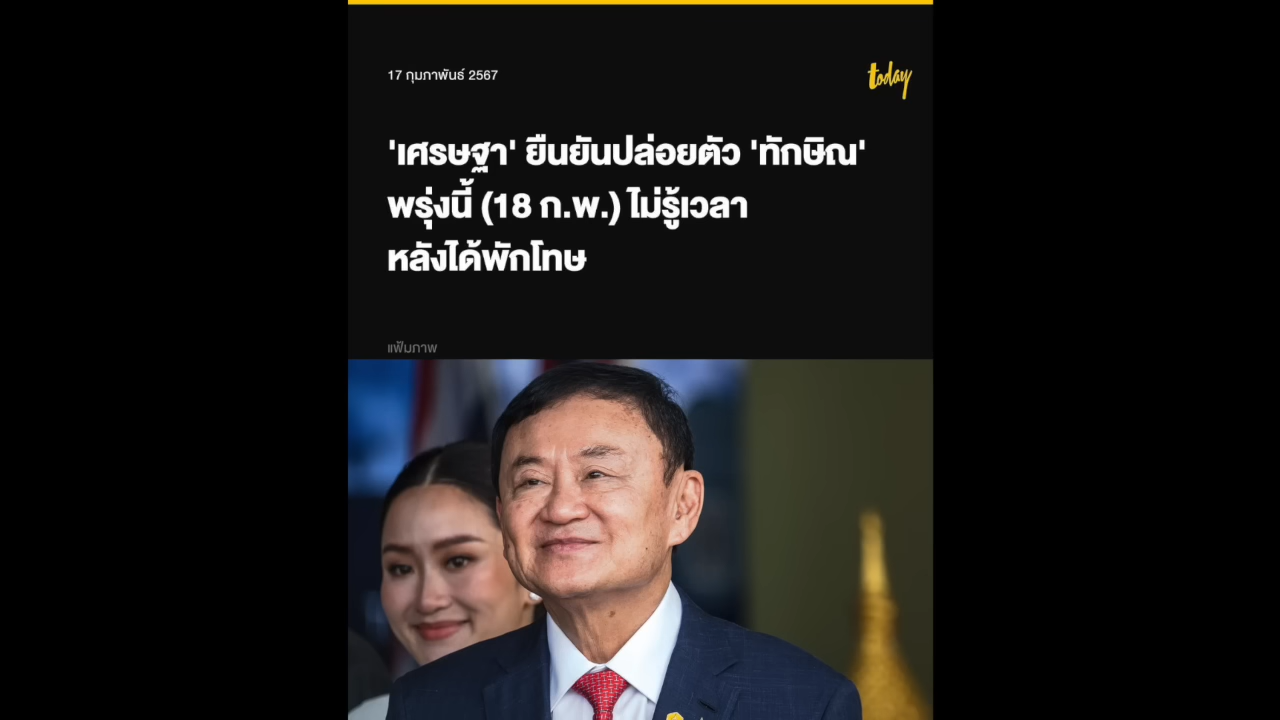 17 กุมภาพันธ์ 2567
today
'เศรษฐา' ยืนยันปล่อยตัว 'ทักษิณ'
พรุ่งนี้ (18 ก.พ.) ไม่รู้เวลา
หลังได้พักโทษ
แฟ้มภาพ